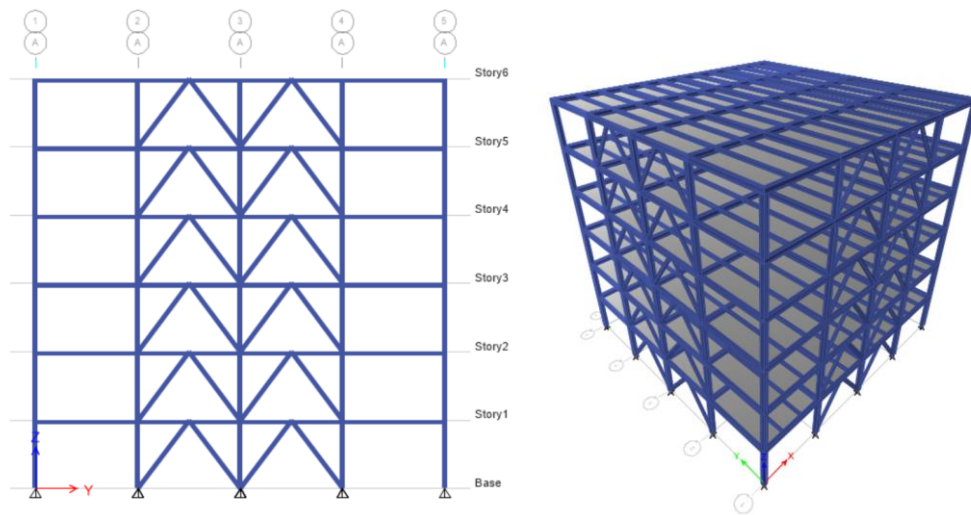 1 2 3 4 5
A A A A A
Story6
Story5
Story4
Story3
Story2
Story1
Z
Base
Y
Y
X